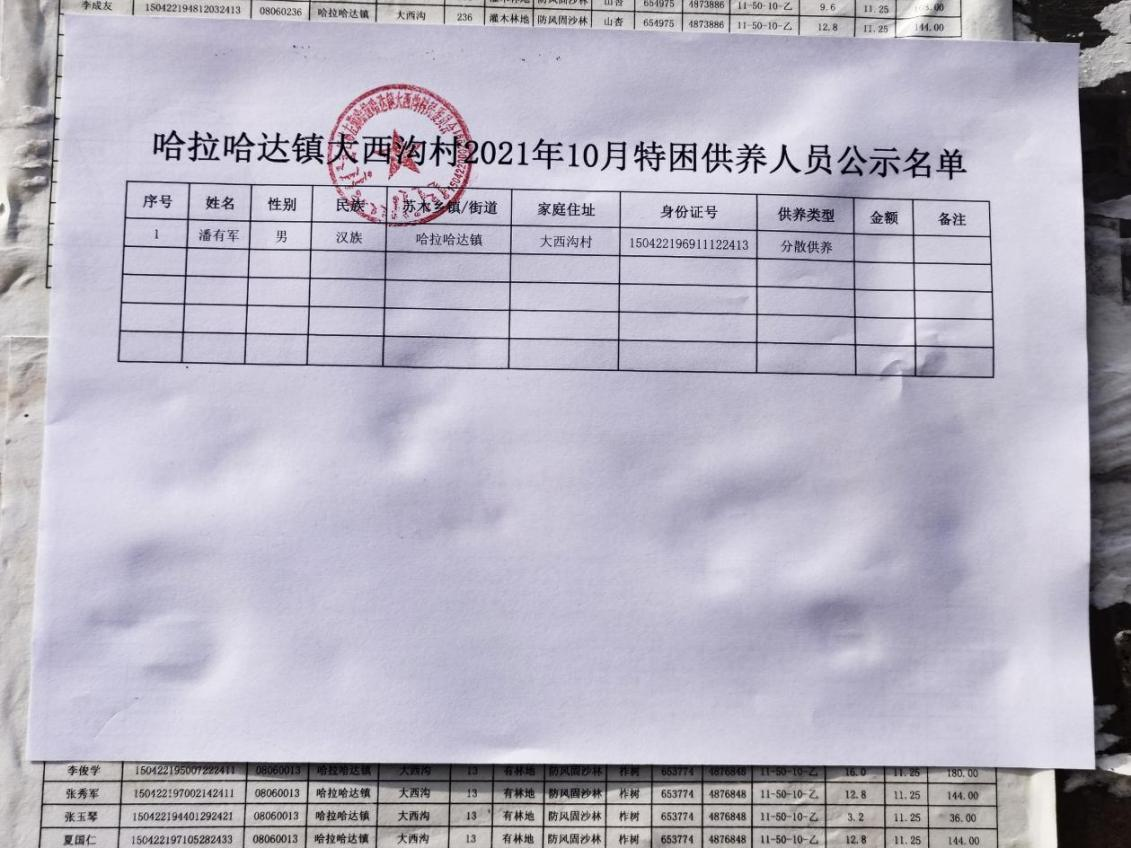 李成友 150422194812032413 08060236 哈拉哈达镇 大西沟 236 灌木林地 防风固沙林 山杏 654975 4873886 11-50-10-乙 9.6 11.25
12.8 11.25 144.00
哈拉哈达镇大西沟村2021年10月特困供养人员公示名单
序号 姓名 性别 民族 苏木乡镇/街道 家庭住址 身份证号 供养类型 金额 备注
1 潘有军 男 汉族 哈拉哈达镇 大西沟村 150422196911122413 分散供养
李俊学 150422195007222411 08060013 哈拉哈达镇 大西沟 13 有林地 防风固沙林 柞树 653774 4876848 11-50-10-乙 16.0 11.25 180.00
张秀军 150422197002142411 08060013 哈拉哈达镇 大西沟 13 有林地 防风固沙林 柞树 653774 4876848 11-50-10-乙 12.8 11.25 144.00
张玉琴 150422194401292421 08060013 哈拉哈达镇 大西沟 13 有林地 防风固沙林 柞树 653774 4876848 11-50-10-乙 3.2 11.25 36.00
夏国仁 150422197105282433 08060013 哈拉哈达镇 大西沟 13 有林地 防风固沙林 柞树 653774 4876848 11-50-10-乙 12.8 11.25 144.00